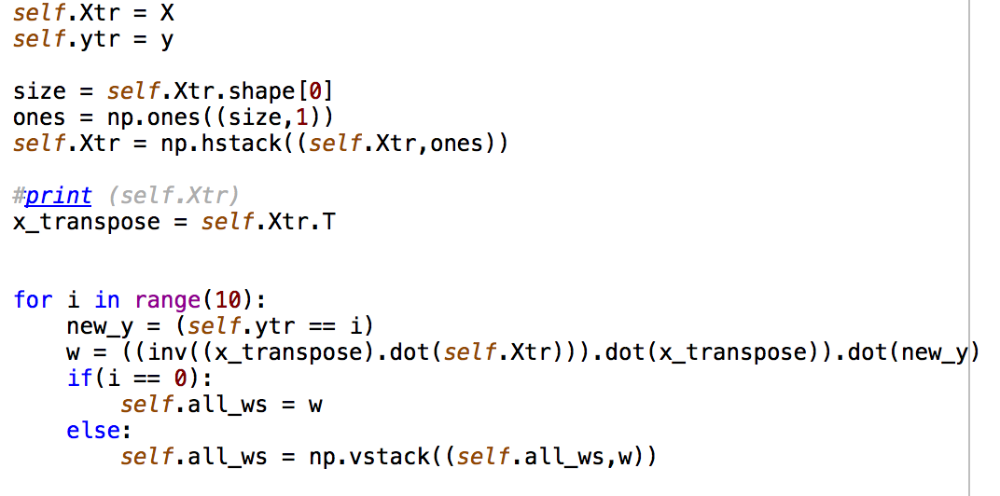 self.Xtr = X
self.ytr = y
size = self.Xtr.shape[0]
ones = np.ones((size,1))
self.Xtr = np.hstack((self.Xtr,ones))
#print (self.Xtr)
x_transpose = self.Xtr.T
for i in range(10):
    new_y = (self.ytr == i)
    w = ((inv((x_transpose).dot(self.Xtr))).dot(x_transpose)).dot(new_y)
    if(i == 0):
        self.all_ws = w
    else:
        self.all_ws = np.vstack((self.all_ws,w))